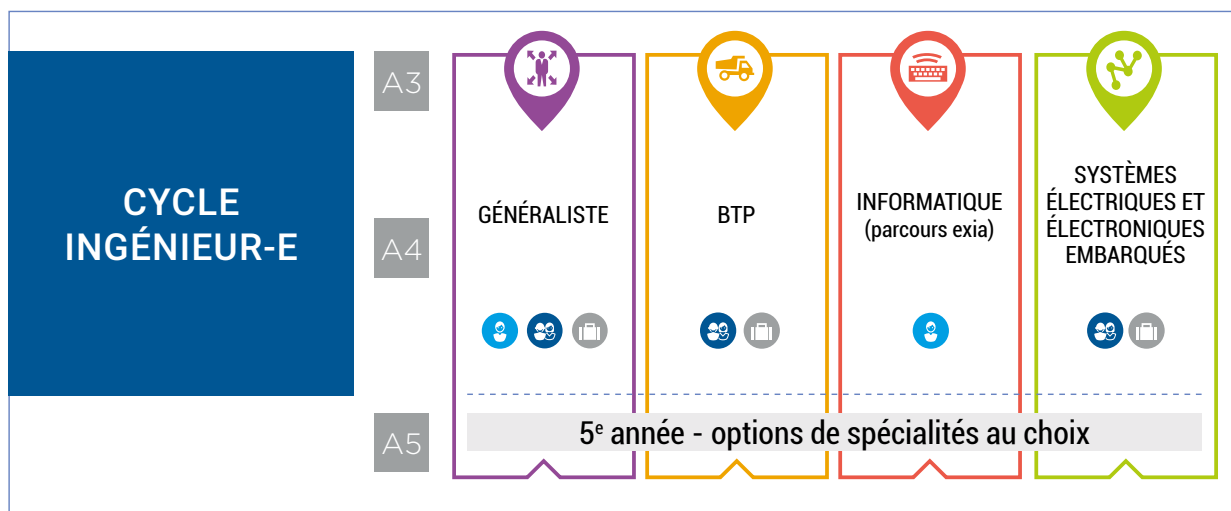 CYCLE
INGÉNIEUR-E
A3
A4
A5
GÉNÉRALISTE
BTP
INFORMATIQUE
(parcours exia)
SYSTÈMES
ÉLECTRIQUES ET
ÉLECTRONIQUES
EMBARQUÉS
5e année - options de spécialités au choix